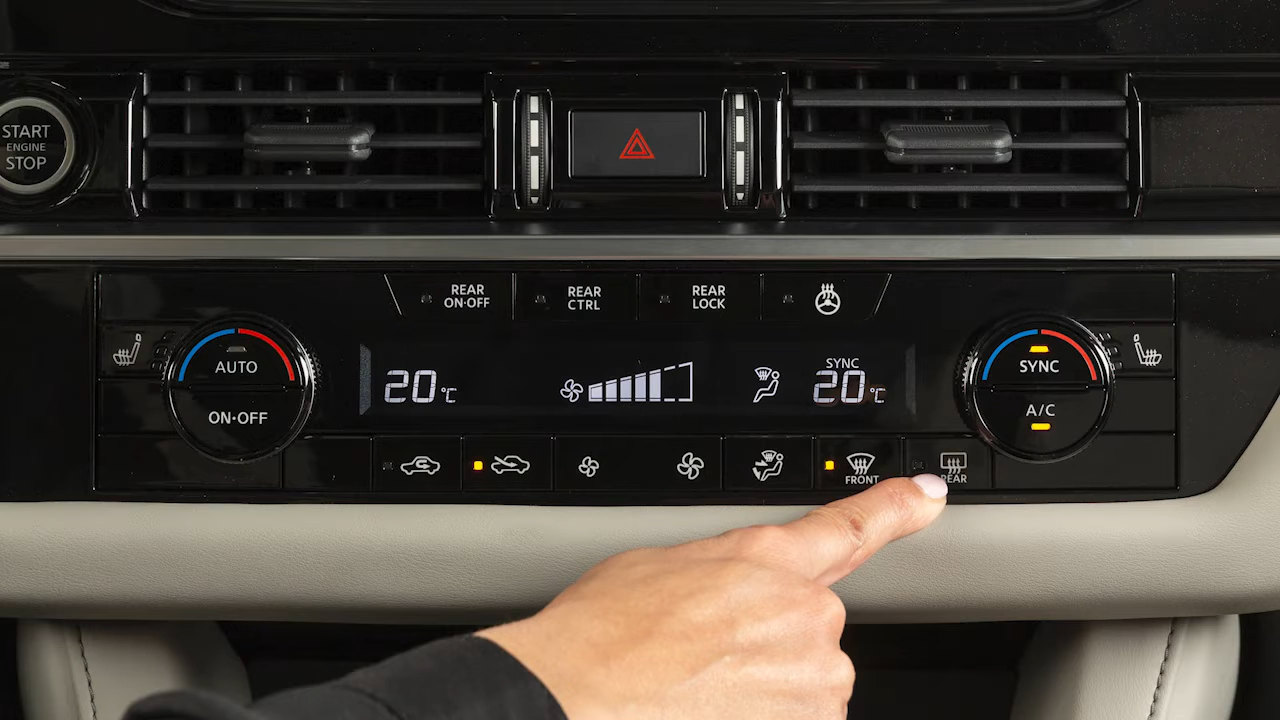 START
ENGINE
STOP
REAR
ON·OFF
REAR
CTRL
REAR
LOCK
AUTO
ON·OFF
20°C
SYNC
20°C
SYNC
A/C
FRONT
REAR